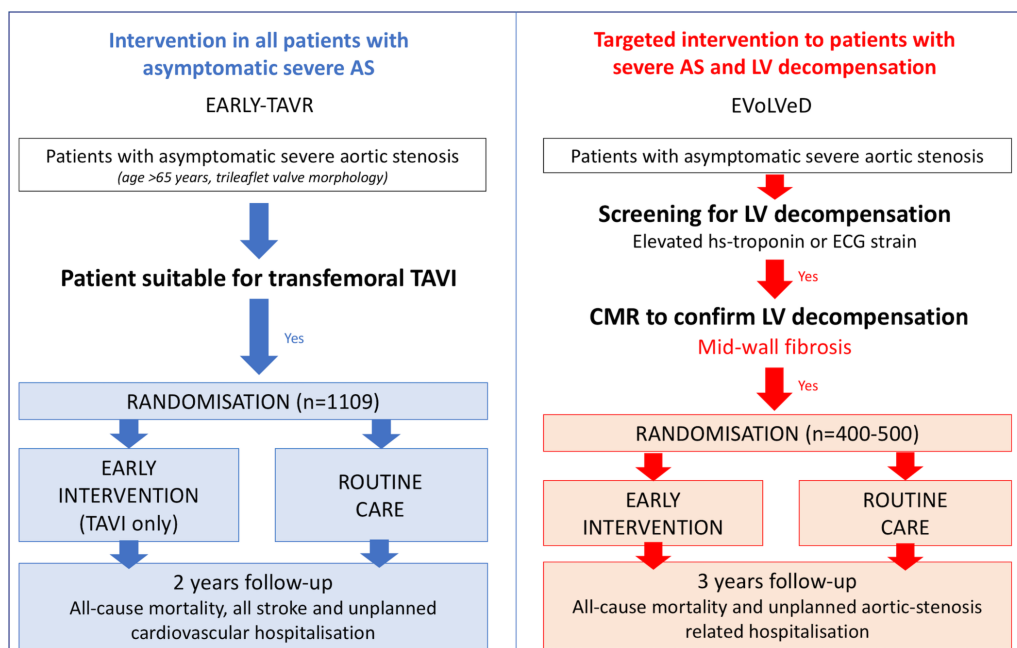 Intervention in all patients with
asymptomatic severe AS
EARLY-TAVR
Patients with asymptomatic severe aortic stenosis
(age >65 years, trileaflet valve morphology)
Patient suitable for transfemoral TAVI
Yes
RANDOMISATION (n=1109)
EARLY
INTERVENTION
(TAVI only)
ROUTINE
CARE
2 years follow-up
All-cause mortality, all stroke and unplanned
cardiovascular hospitalisation
Targeted intervention to patients with
severe AS and LV decompensation
EVoLVeD
Patients with asymptomatic severe aortic stenosis
Screening for LV decompensation
Elevated hs-troponin or ECG strain
Yes
CMR to confirm LV decompensation
Mid-wall fibrosis
Yes
RANDOMISATION (n=400-500)
EARLY
INTERVENTION
ROUTINE
CARE
3 years follow-up
All-cause mortality and unplanned aortic-stenosis
related hospitalisation